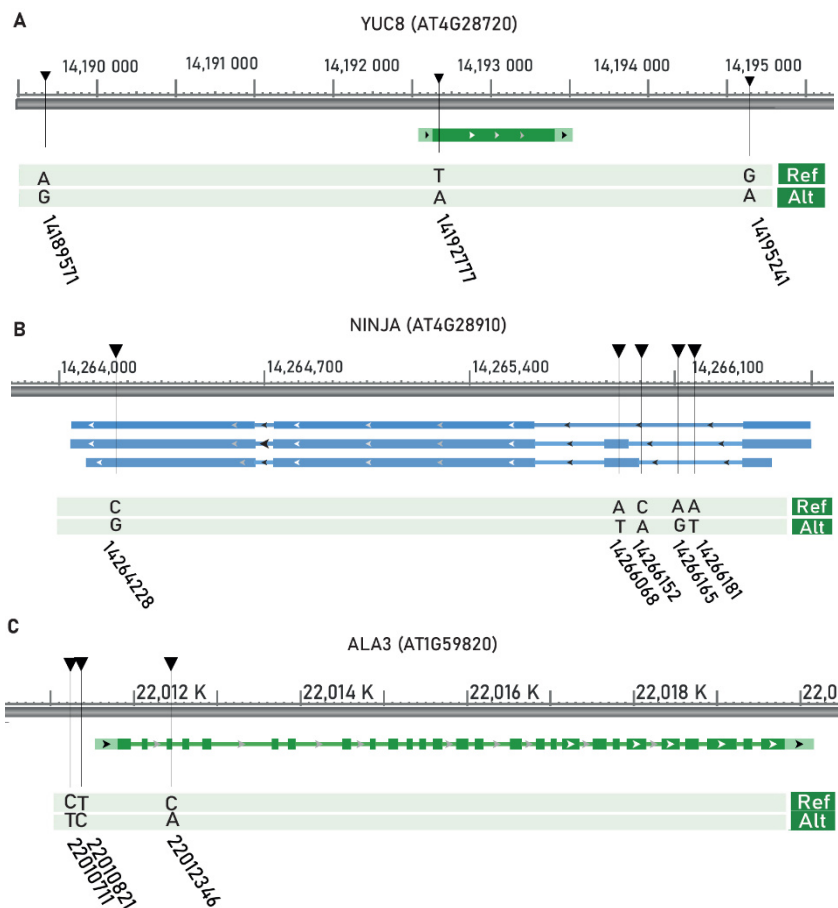 A
YUC8 (AT4G28720)
14,190 000 14,191 000 14,192 000 14,193 000 14,194 000 14,195 000
A T G Ref
G A A Alt
14189571 14192777 14195241
B
NINJA (AT4G28910)
14,264,000 14,264,700 14,265,400 14,266,100
C A C A A Ref
G T A G T Alt
14264228 14266068 14266152 14266165 14266181
C
ALA3 (AT1G59820)
22,012 K 22,014 K 22,016 K 22,018 K 22,0
C T C Ref
T C A Alt
22010711 22010821 22012346